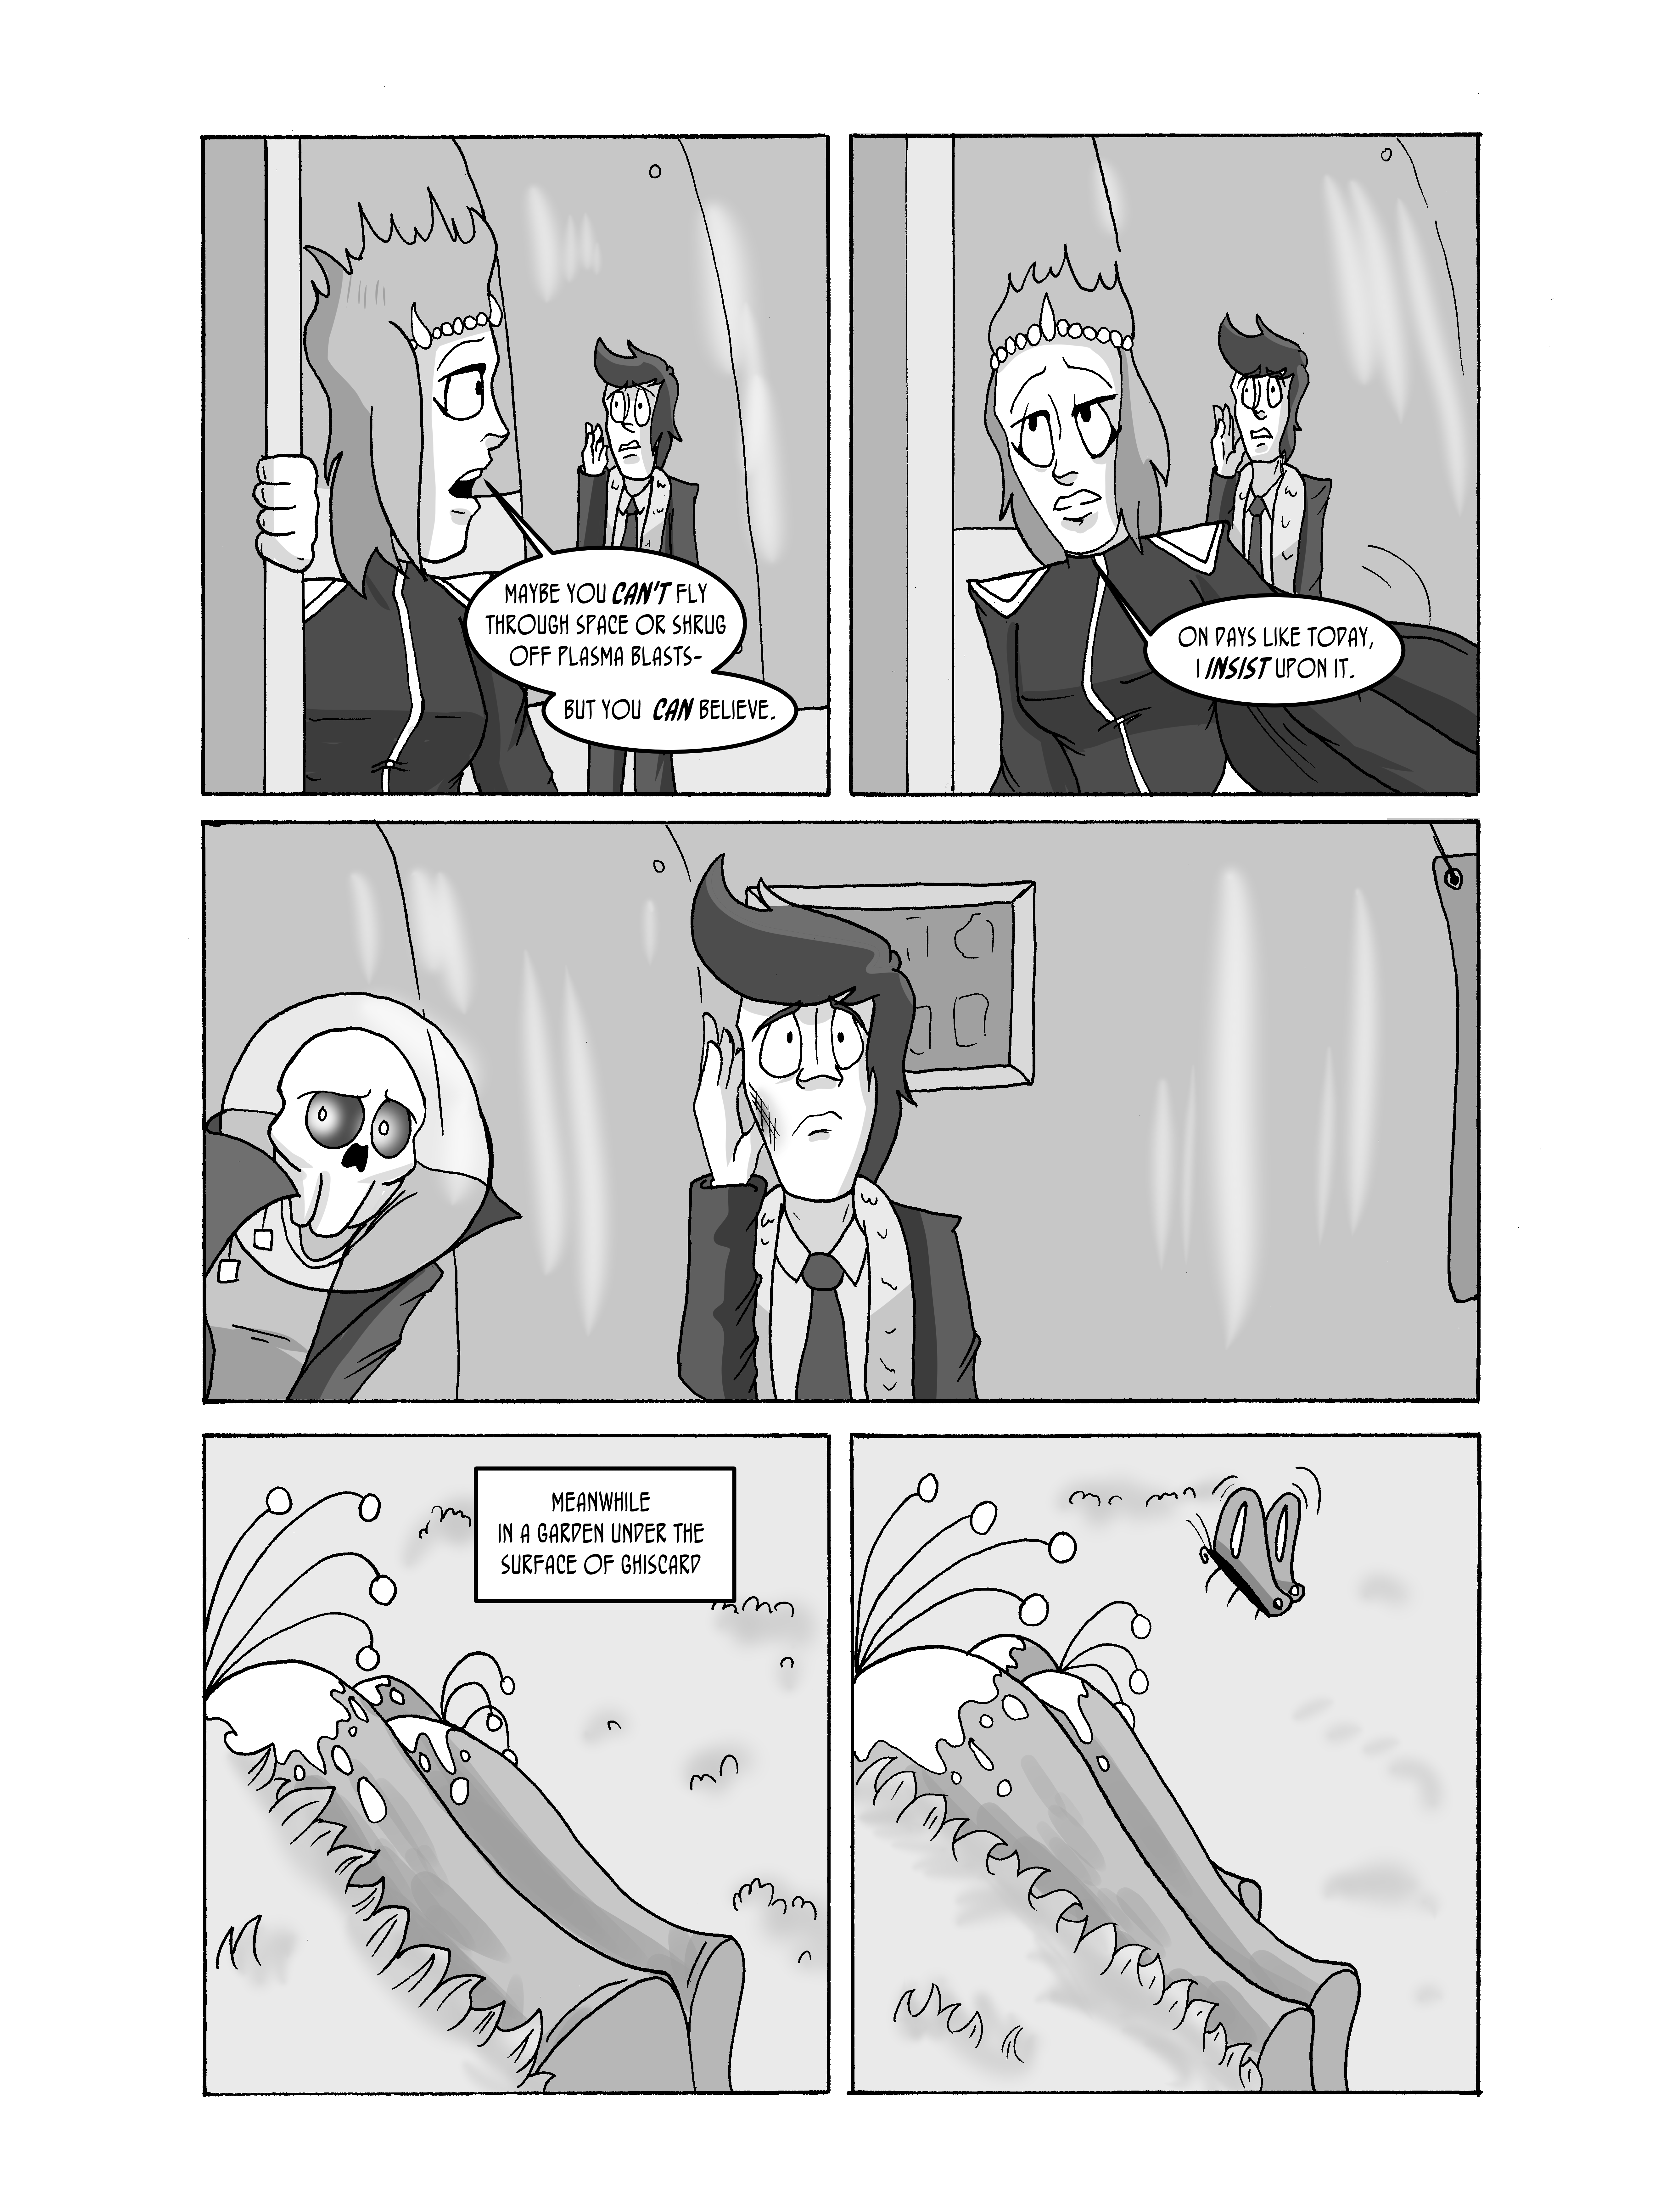 MAYBE YOU CAN'T FLY
THROUGH SPACE OR SHRUG
OFF PLASMA BLASTS-
BUT YOU CAN BELIEVE.
ON DAYS LIKE TODAY,
I INSIST UPON IT.
MEANWHILE
IN A GARDEN UNDER THE
SURFACE OF GHISCARD